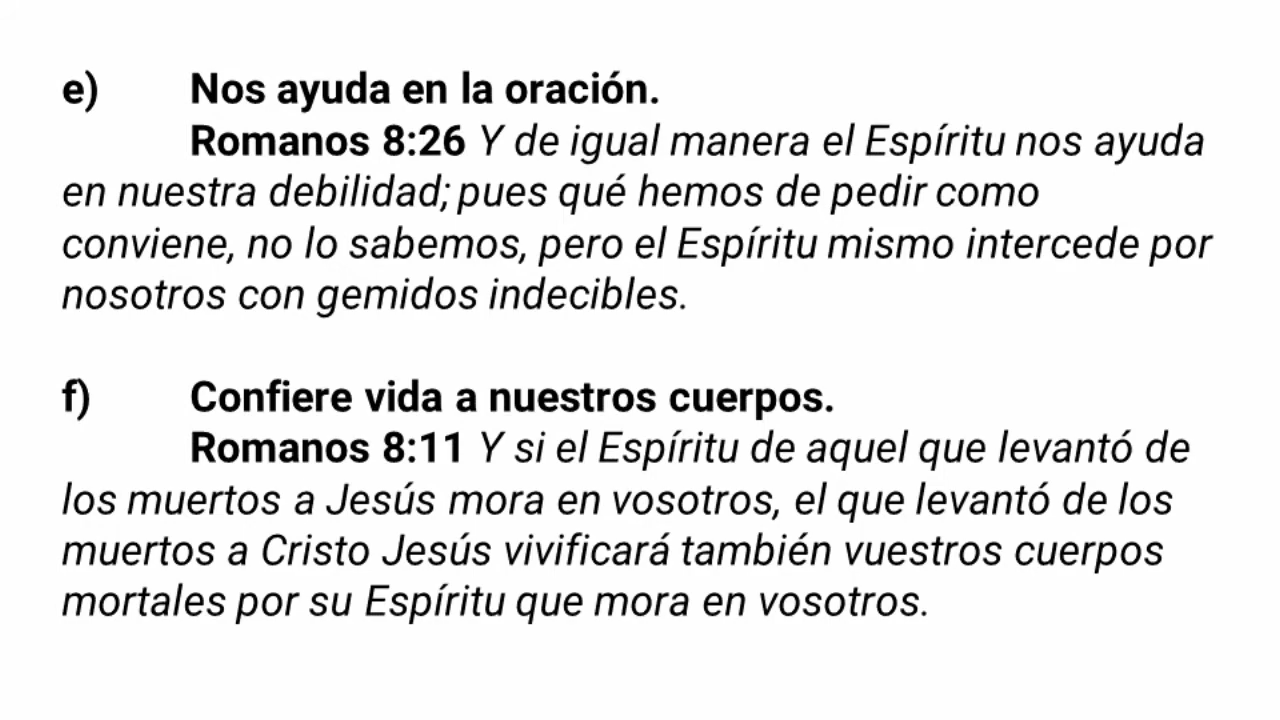 e) Nos ayuda en la oración.
Romanos 8:26 Y de igual manera el Espíritu nos ayuda
en nuestra debilidad; pues qué hemos de pedir como
conviene, no lo sabemos, pero el Espíritu mismo intercede por
nosotros con gemidos indecibles.
f) Confiere vida a nuestros cuerpos.
Romanos 8:11 Y si el Espíritu de aquel que levantó de
los muertos a Jesús mora en vosotros, el que levantó de los
muertos a Cristo Jesús vivificará también vuestros cuerpos
mortales por su Espíritu que mora en vosotros.